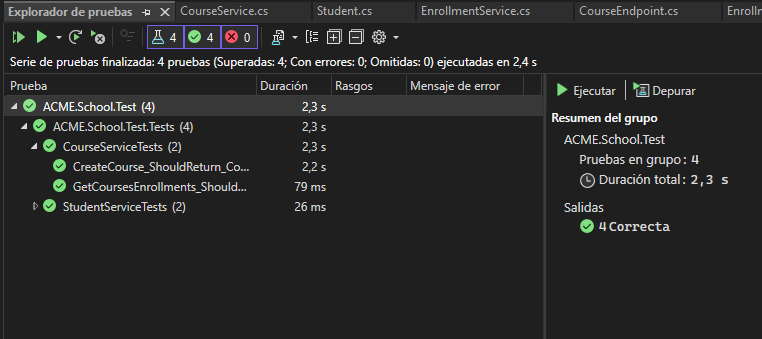 Explorador de pruebas
CourseService.cs
Student.cs
EnrollmentService.cs
CourseEndpoint.cs
Enrollm
4
4
0
Serie de pruebas finalizada: 4 pruebas (Superadas: 4; Con errores: 0; Omitidas: 0) ejecutadas en 2,4 s
Prueba Duración Rasgos Mensaje de error
ACME.School.Test (4) 2,3 s
ACME.School.Test.Tests (4) 2,3 s
CourseServiceTests (2) 2,3 s
CreateCourse_ShouldReturn_Co... 2,2 s
GetCoursesEnrollments_Should... 79 ms
StudentServiceTests (2) 26 ms
Ejecutar Depurar
Resumen del grupo
ACME.School.Test
Pruebas en grupo: 4
Duración total: 2,3 s
Salidas
4 Correcta